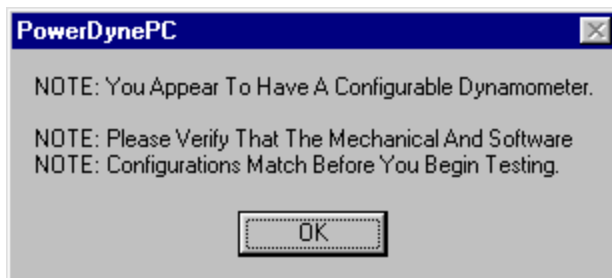 PowerDynePC
NOTE: You Appear To Have A Configurable Dynamometer.
NOTE: Please Verify That The Mechanical And Software
NOTE: Configurations Match Before You Begin Testing.
OK